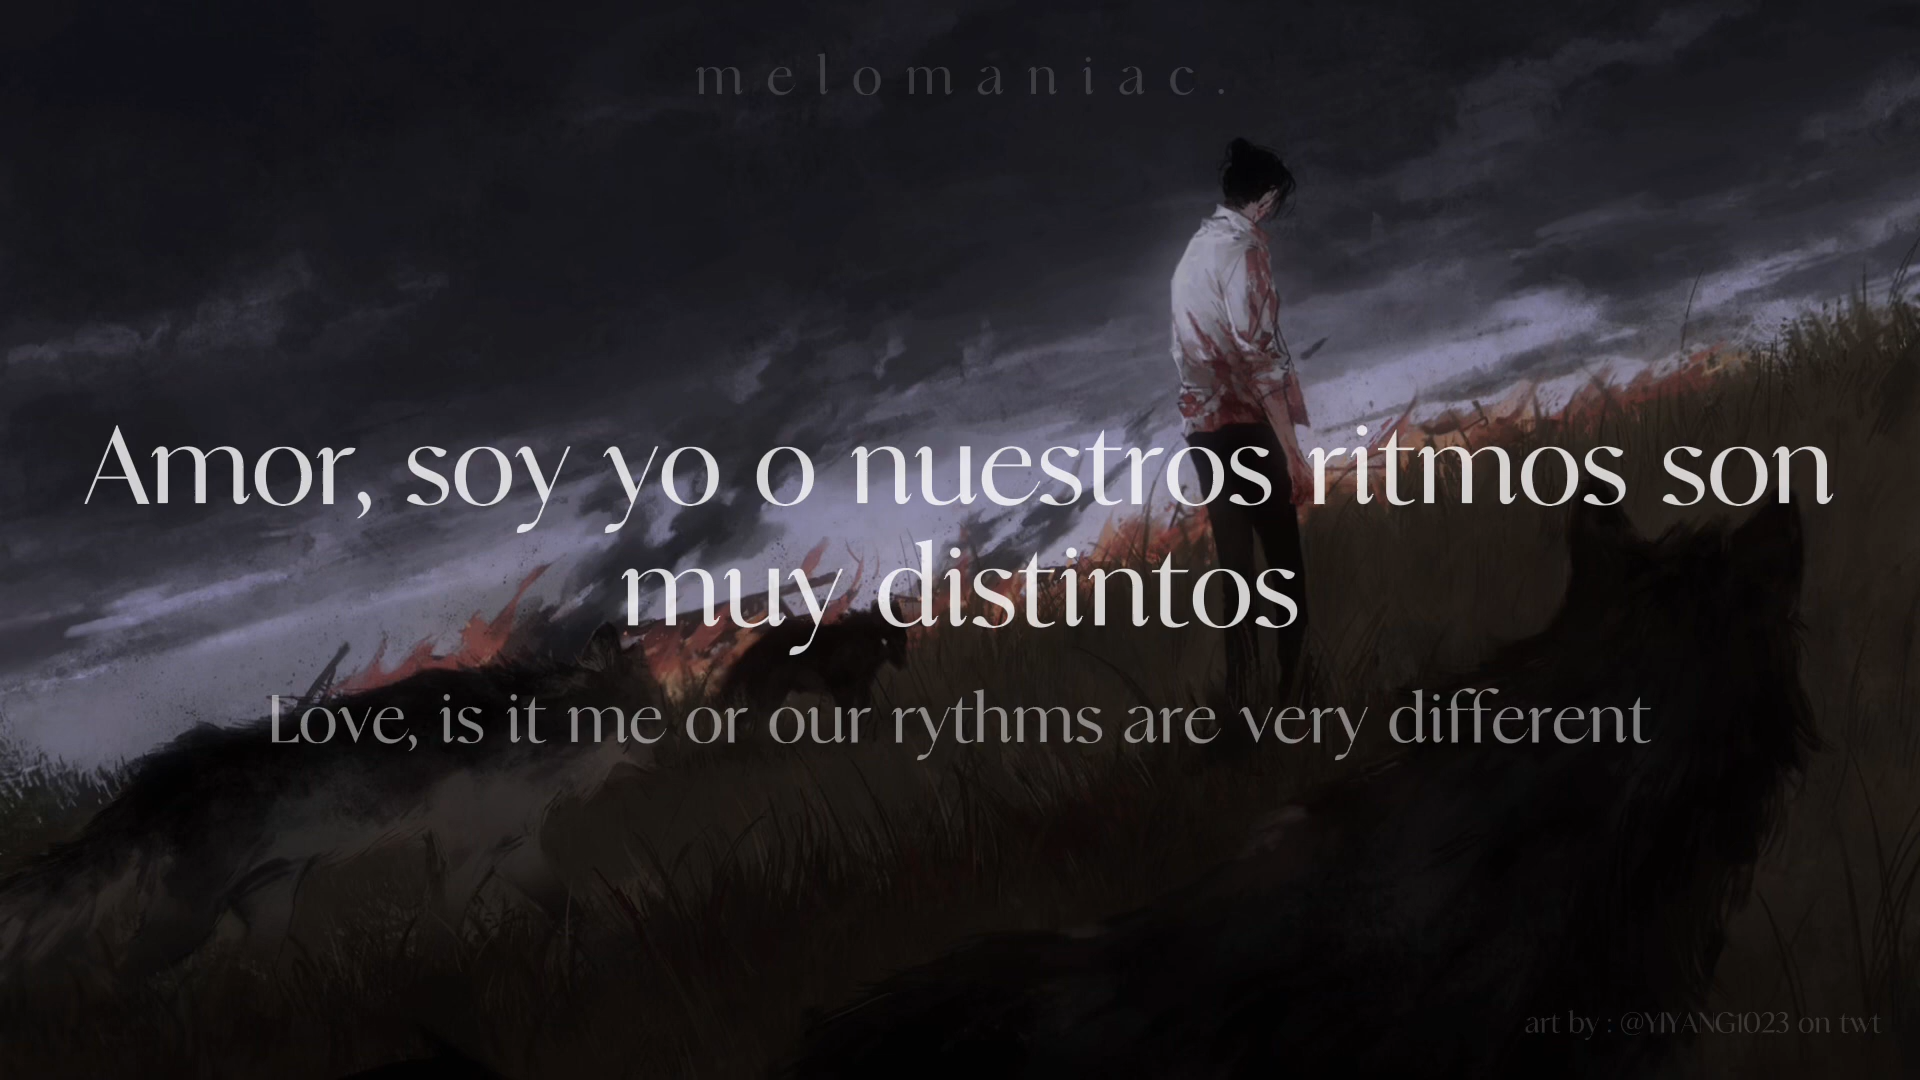 melomaniac.
Amor, soy yo o nuestros ritmos son
muy distintos
Love, is it me or our rythms are very different
art by : @YIYANG1023 on twt